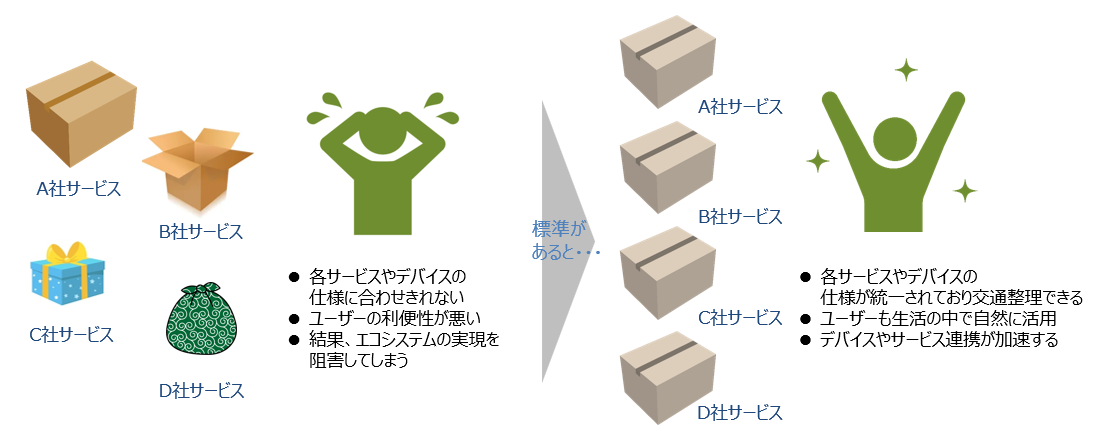 A社サービス
B社サービス
C社サービス
D社サービス
● 各サービスやデバイスの
仕様に合わせきれない
● ユーザーの利便性が悪い
● 結果、エコシステムの実現を
阻害してしまう
標準が
あると・・・
A社サービス
B社サービス
C社サービス
D社サービス
● 各サービスやデバイスの
仕様が統一されており交通整理できる
● ユーザーも生活の中で自然に活用
● デバイスやサービス連携が加速する